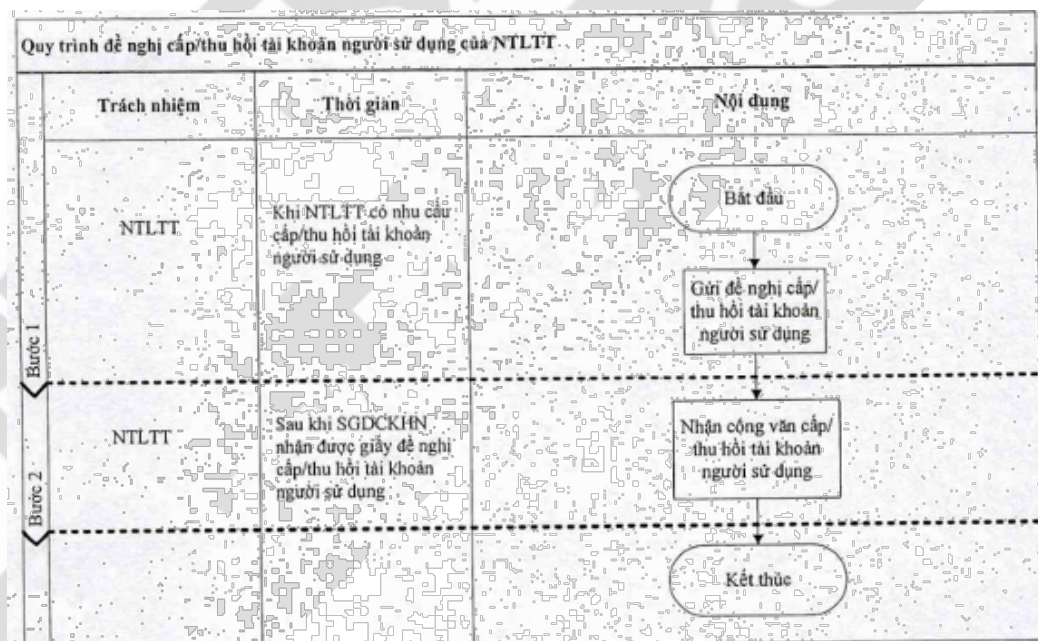 Quy trình đề nghị cấp/thu hồi tài khoản người sử dụng của NTLTT
Trách nhiệm
Thời gian
Nội dung
Bước 1
NTLTT
Khi NTLTT có nhu cầu
cấp/thu hồi tài khoản
người sử dụng
Bắt đầu
Gửi đề nghị cấp/
thu hồi tài khoản
người sử dụng
Bước 2
NTLTT
Sau khi SGDCKHN
nhận được giấy đề nghị
cấp/thu hồi tài khoản
người sử dụng
Nhận công văn cấp/
thu hồi tài khoản
người sử dụng
Kết thúc